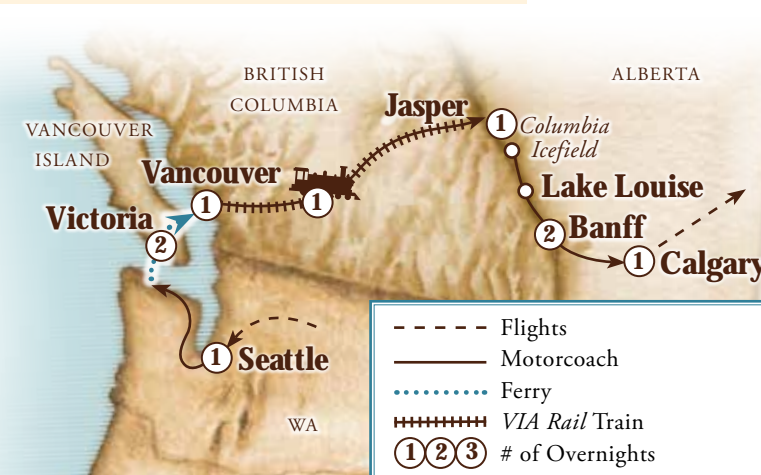 BRITISH
COLUMBIA
ALBERTA
VANCOUVER
ISLAND
Jasper
1
Columbia
Icefield
Vancouver
1
1
Lake Louise
Victoria
2
2
Banff
1
Calgary
1
Seattle
WA
Flights
Motorcoach
Ferry
VIA Rail Train
1 2 3 # of Overnights